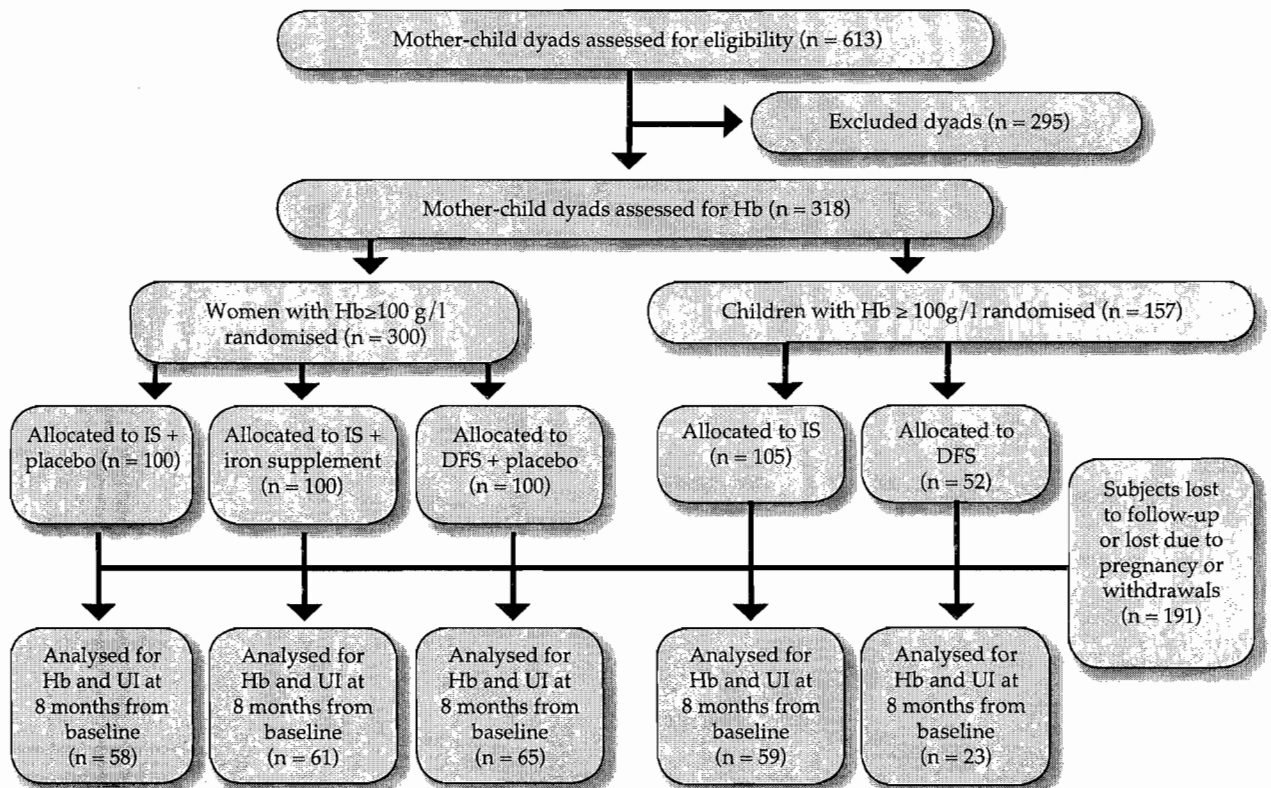 Mother-child dyads assessed for eligibility (n = 613)
Excluded dyads (n = 295)
Mother-child dyads assessed for Hb (n = 318)
Women with Hb≥100 g/l
randomised (n = 300)
Children with Hb ≥ 100g/l randomised (n = 157)
Allocated to IS +
placebo (n = 100)
Allocated to IS +
iron supplement
(n = 100)
Allocated to
DFS + placebo
(n = 100)
Allocated to IS
(n = 105)
Allocated to
DFS
(n = 52)
Subjects lost
to follow-up
or lost due to
pregnancy or
withdrawals
(n = 191)
Analysed for
Hb and UI at
8 months from
baseline
(n = 58)
Analysed for
Hb and UI at
8 months from
baseline
(n = 61)
Analysed for
Hb and UI at
8 months from
baseline
(n = 65)
Analysed for
Hb and UI at
8 months from
baseline
(n = 59)
Analysed for
Hb and UI at
8 months from
baseline
(n = 23)